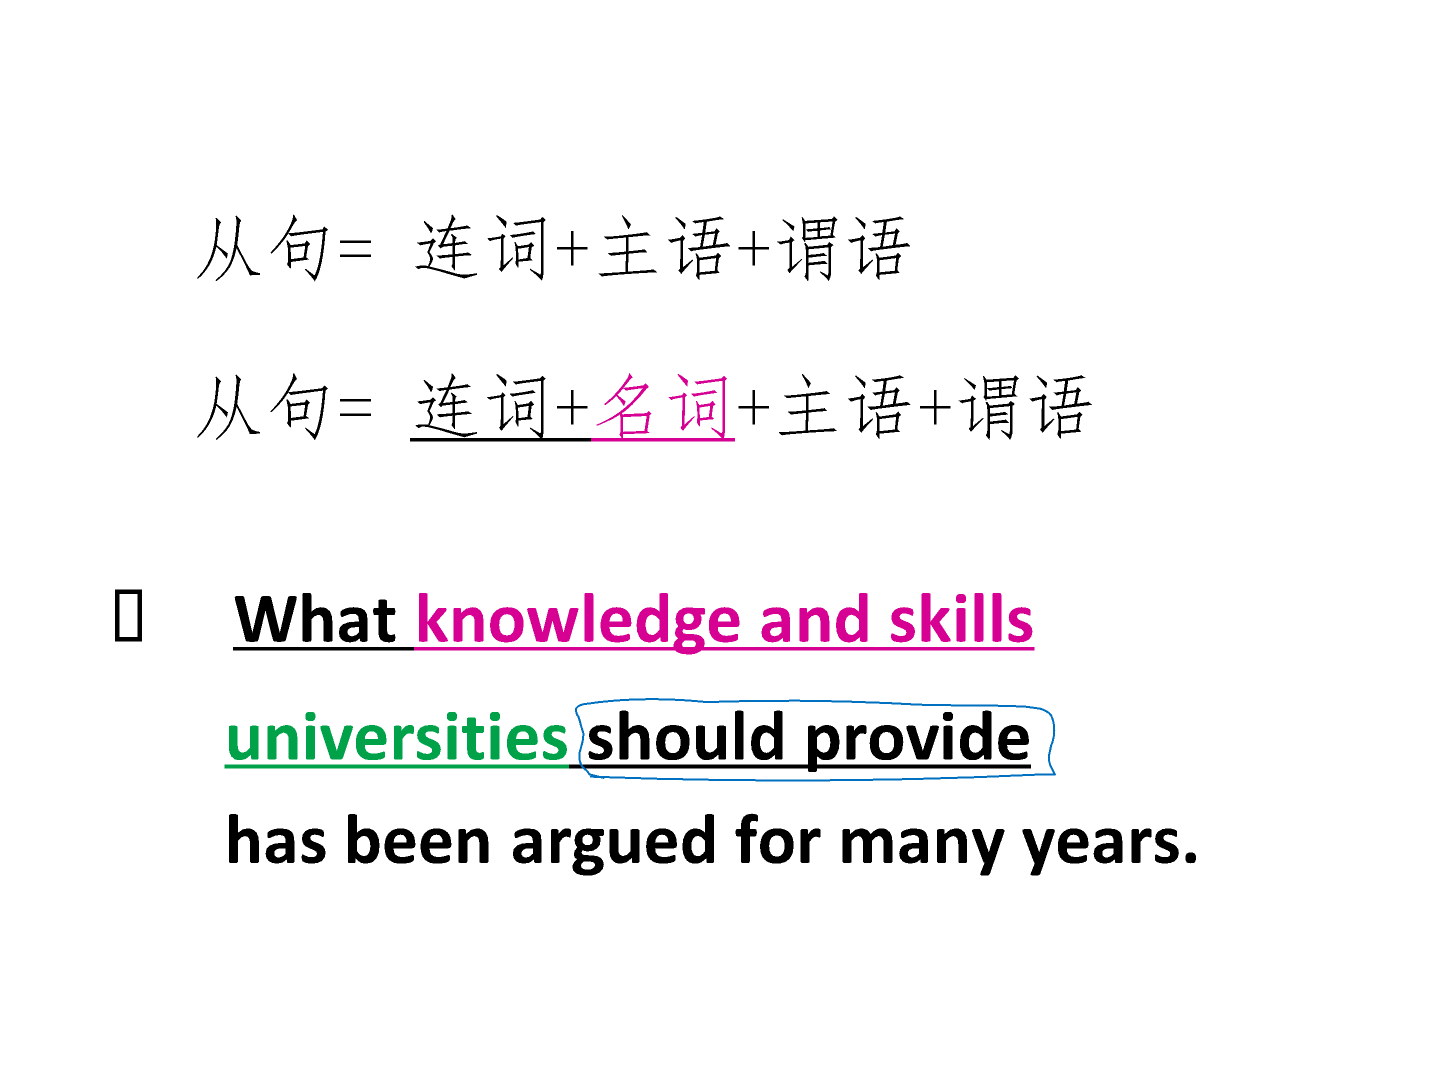 从句= 连词+主语+谓语
从句= 连词+名词+主语+谓语
What knowledge and skills
universities should provide
has been argued for many years.